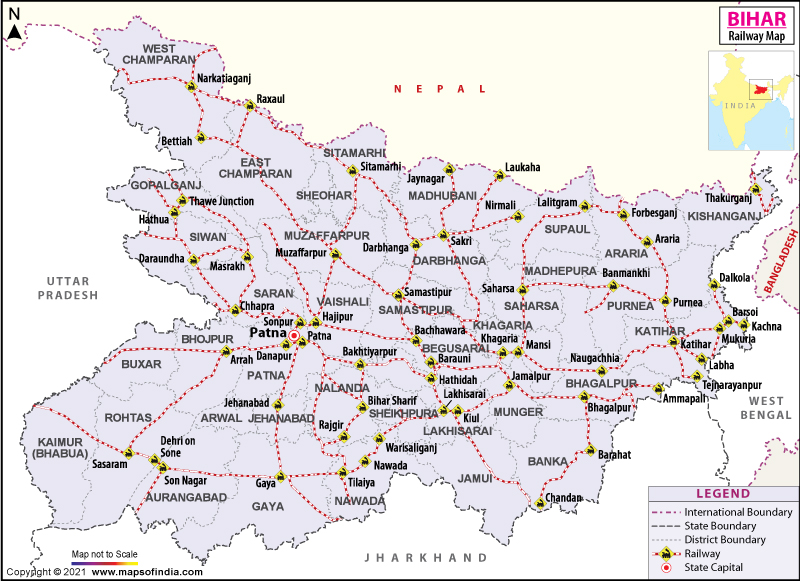 N
BIHAR
Railway Map
INDIA
NEPAL
WEST
CHAMPARAN
Narkatiaganj
Raxaul
Bettiah
EAST
CHAMPARAN
SITAMARHI
Sitamarhi
SHEOHAR
Jaynagar
Laukaha
MADHUBANI
Nirmali
Lalitgram
Forbesganj
Thakurganj
KISHANGANJ
GOPALGANJ
Thawe Junction
Hathua
SIWAN
Daraundha
Masrakh
MUZAFFARPUR
Muzaffarpur
Darbhanga
Sakri
DARBHANGA
SUPAUL
ARARIA
Araria
MADHEPURA
Banmankhi
BANGLADESH
UTTAR
PRADESH
SARAN
Chhapra
VAISHALI
Samastipur
SAMASTIPUR
Saharsa
SAHARSA
PURNEA
Purnea
Dalkola
Barsoi
Kachna
Mukuria
Sonpur
Hajipur
Patna
Patna
Danapur
BHOJPUR
Arrah
BUXAR
PATNA
Bachhawara
BEGUSARAI
KHAGARIA
Khagaria
Mansi
KATIHAR
Katihar
Labha
Tejnarayanpur
Bakhtiyarpur
Barauni
Hathidah
Naugachhia
Jamalpur
BHAGALPUR
Bhagalpur
Ammapali
WEST
BENGAL
NALANDA
Bihar Sharif
Lakhisarai
SHEIKHPURA
Kiul
LAKHISARAI
MUNGER
Jehanabad
ARWAL
JEHANABAD
ROHTAS
KAIMUR
(BHABUA)
Rajgir
Warisaliganj
Barahat
BANKA
Sasaram
Dehri on
Sone
Son Nagar
Nawada
Tilaiya
Gaya
JAMUI
Chandan
AURANGABAD
GAYA
NAWADA
JHARKHAND
LEGEND
International Boundary
State Boundary
District Boundary
Railway
State Capital
Map not to Scale
Copyright © 2021 www.mapsofindia.com